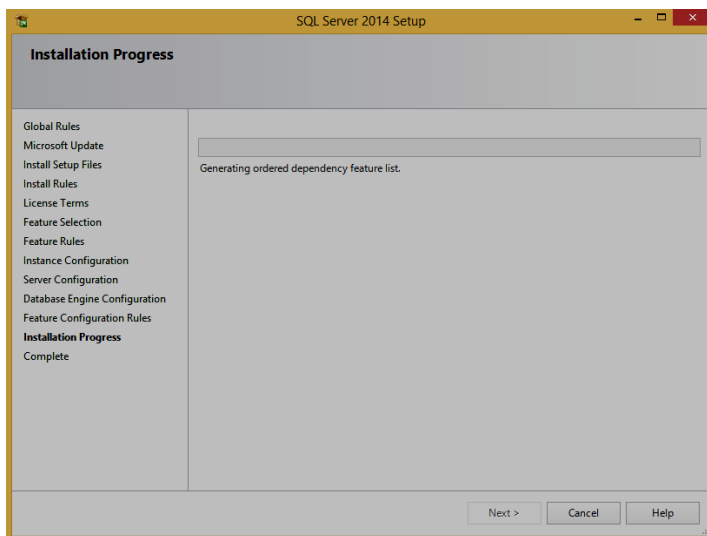 SQL Server 2014 Setup
Installation Progress
Global Rules
Microsoft Update
Install Setup Files
Install Rules
License Terms
Feature Selection
Feature Rules
Instance Configuration
Server Configuration
Database Engine Configuration
Feature Configuration Rules
Installation Progress
Complete
Generating ordered dependency feature list.
Next >
Cancel
Help